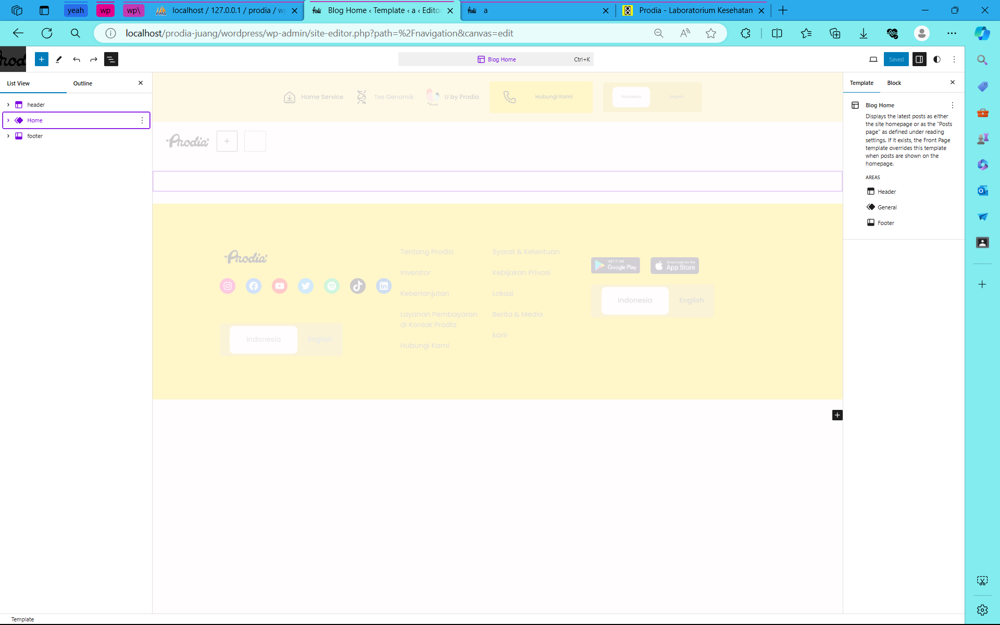 yeah
wp
wp\
localhost / 127.0.0.1 / prodia / wp
Blog Home ‹ Template ‹ a ‹ Editor
a
Prodia - Laboratorium Kesehatan
localhost/prodia-juang/wordpress/wp-admin/site-editor.php?path=%2Fnavigation&canvas=edit
Blog Home
Ctrl+K
Saved
List View
Outline
header
Home
footer
Home Service
Tes Genomik
U by Prodia
Hubungi Kami
Indonesia
English
Prodia
Prodia
Tentang Prodia
Inverstor
Keberlanjutan
Layanan Pembayaran
di Kontak Prodia
Hubungi Kami
Syarat & Ketentuan
Kebijakan Privasi
Lokasi
Berita & Media
karir
GET IT ON
Google Play
Download on the
App Store
Indonesia
English
Indonesia
English
Template
Block
Blog Home
Displays the latest posts as either
the site homepage or as the "Posts
page" as defined under reading
settings. If it exists, the Front Page
template overrides this template
when posts are shown on the
homepage.
AREAS
Header
General
Footer
Template